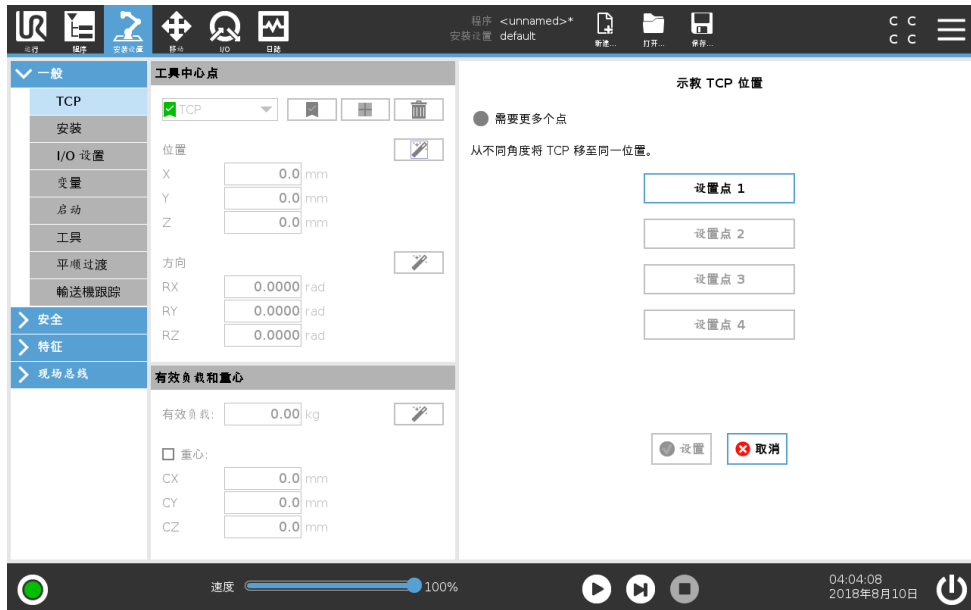 UR
运行
程序
安装设置
移动
I/O
日志
程序 <unnamed>*
安装设置 default
新建...
打开...
保存...
C C
C C
一般
TCP
安装
I/O 设置
变量
启动
工具
平顺过渡
輸送機跟踪
安全
特征
现场总线
工具中心点
TCP
位置
X 0.0 mm
Y 0.0 mm
Z 0.0 mm
方向
RX 0.0000 rad
RY 0.0000 rad
RZ 0.0000 rad
有效负载和重心
有效负载: 0.00 kg
重心:
CX 0.0 mm
CY 0.0 mm
CZ 0.0 mm
示教 TCP 位置
需要更多个点
从不同角度将 TCP 移至同一位置。
设置点 1
设置点 2
设置点 3
设置点 4
设置
取消
速度 100%
04:04:08
2018年8月10日